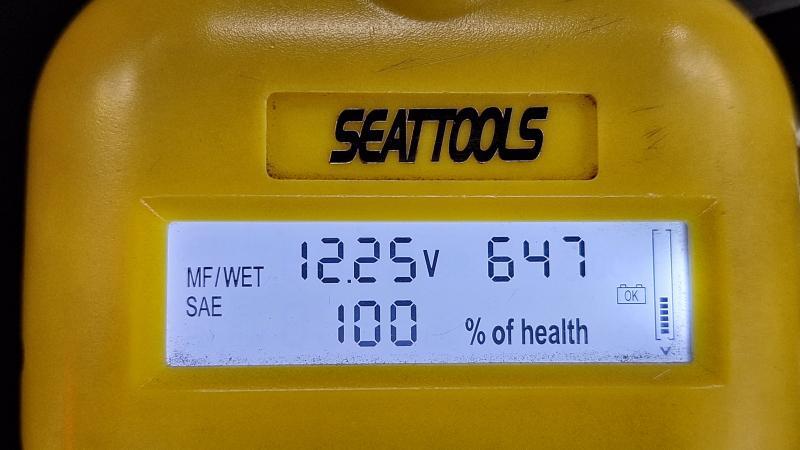 SEATTOOLS
MF/WET
SAE
12.25V 647
OK
100 % of health